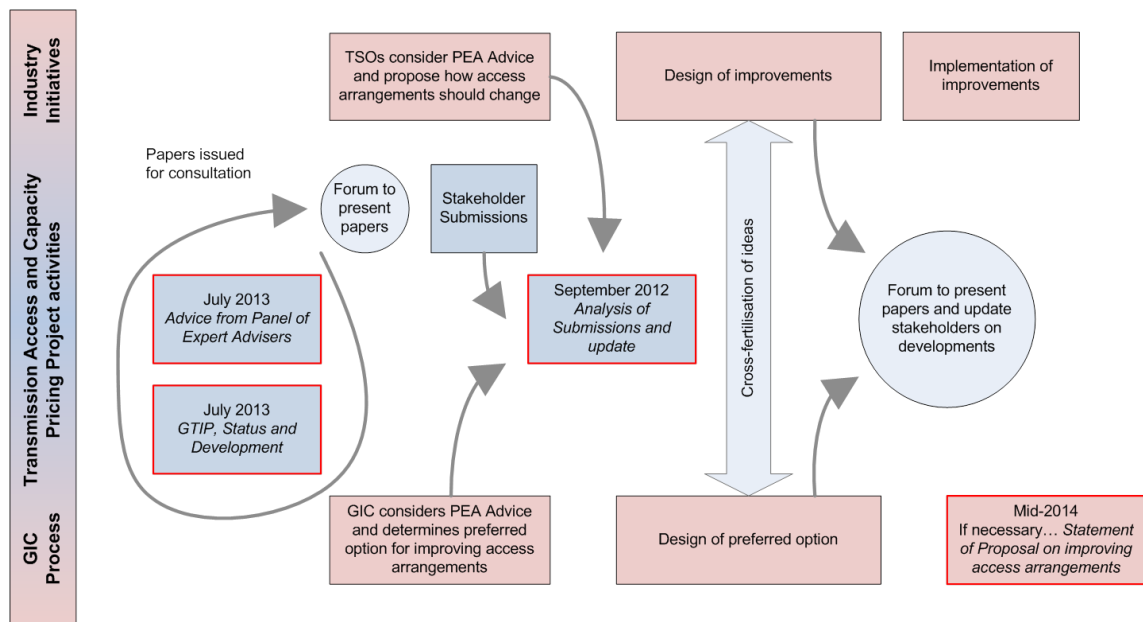 Industry
Initiatives
Transmission Access and Capacity
Pricing Project activities
GIC
Process
TSOs consider PEA Advice
and propose how access
arrangements should change
Design of improvements
Implementation of
improvements
Papers issued
for consultation
Forum to
present
papers
Stakeholder
Submissions
July 2013
Advice from Panel of
Expert Advisers
July 2013
GTIP, Status and
Development
September 2012
Analysis of
Submissions and
update
Cross-fertilisation of ideas
Forum to present
papers and update
stakeholders on
developments
GIC considers PEA Advice
and determines preferred
option for improving access
arrangements
Design of preferred option
Mid-2014
If necessary… Statement
of Proposal on improving
access arrangements